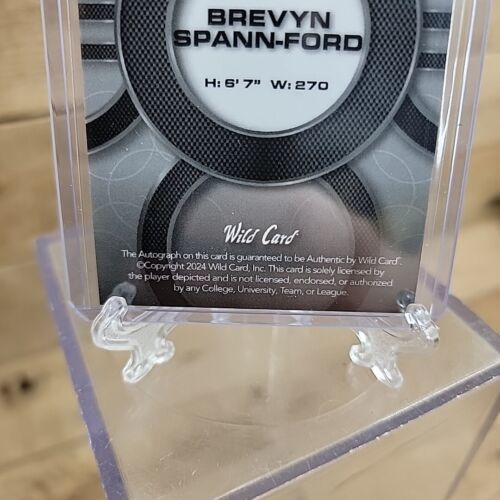 BREVYN
SPANN-FORD
H: 6' 7" W: 270
Wild Card
The Autograph on this card is guaranteed to be Authentic by Wild Card™.
©Copyright 2024 Wild Card, Inc. This card is solely licensed by
the player depicted and is not licensed, endorsed, or authorized
by any College, University, Team, or League.